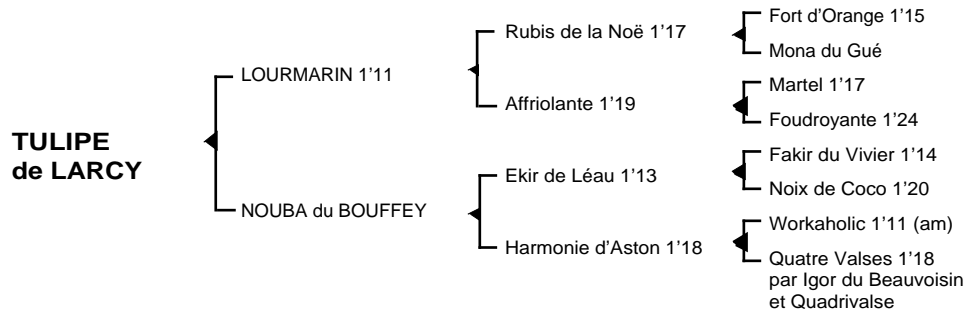 TULIPE
de LARCY
LOURMARIN 1’11
NOUBA du BOUFFEY
Rubis de la Noë 1’17
Affriolante 1’19
Ekir de Léau 1’13
Harmonie d’Aston 1’18
Fort d’Orange 1’15
Mona du Gué
Martel 1’17
Foudroyante 1’24
Fakir du Vivier 1’14
Noix de Coco 1’20
Workaholic 1’11 (am)
Quatre Valses 1’18
par Igor du Beauvoisin
et Quadrivalse